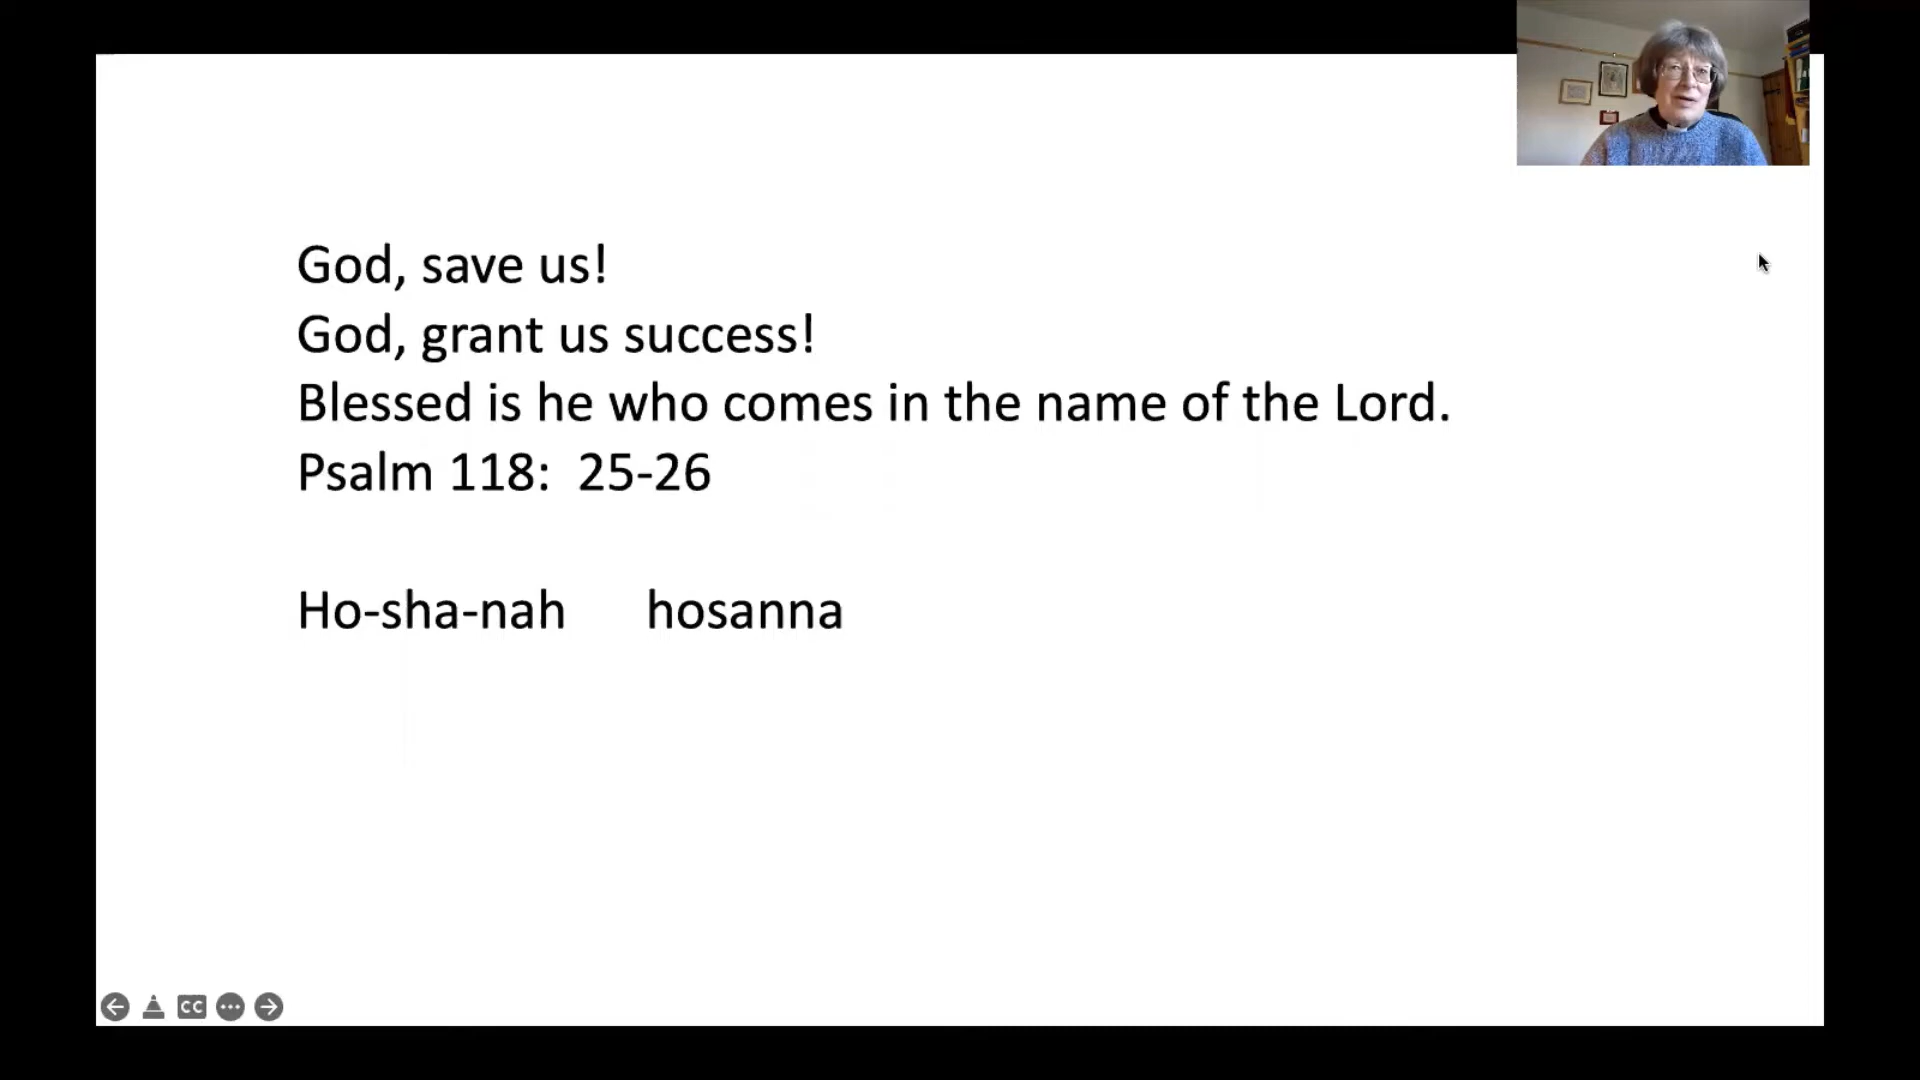 God, save us!
God, grant us success!
Blessed is he who comes in the name of the Lord.
Psalm 118:  25-26
Ho-sha-nah hosanna
CC